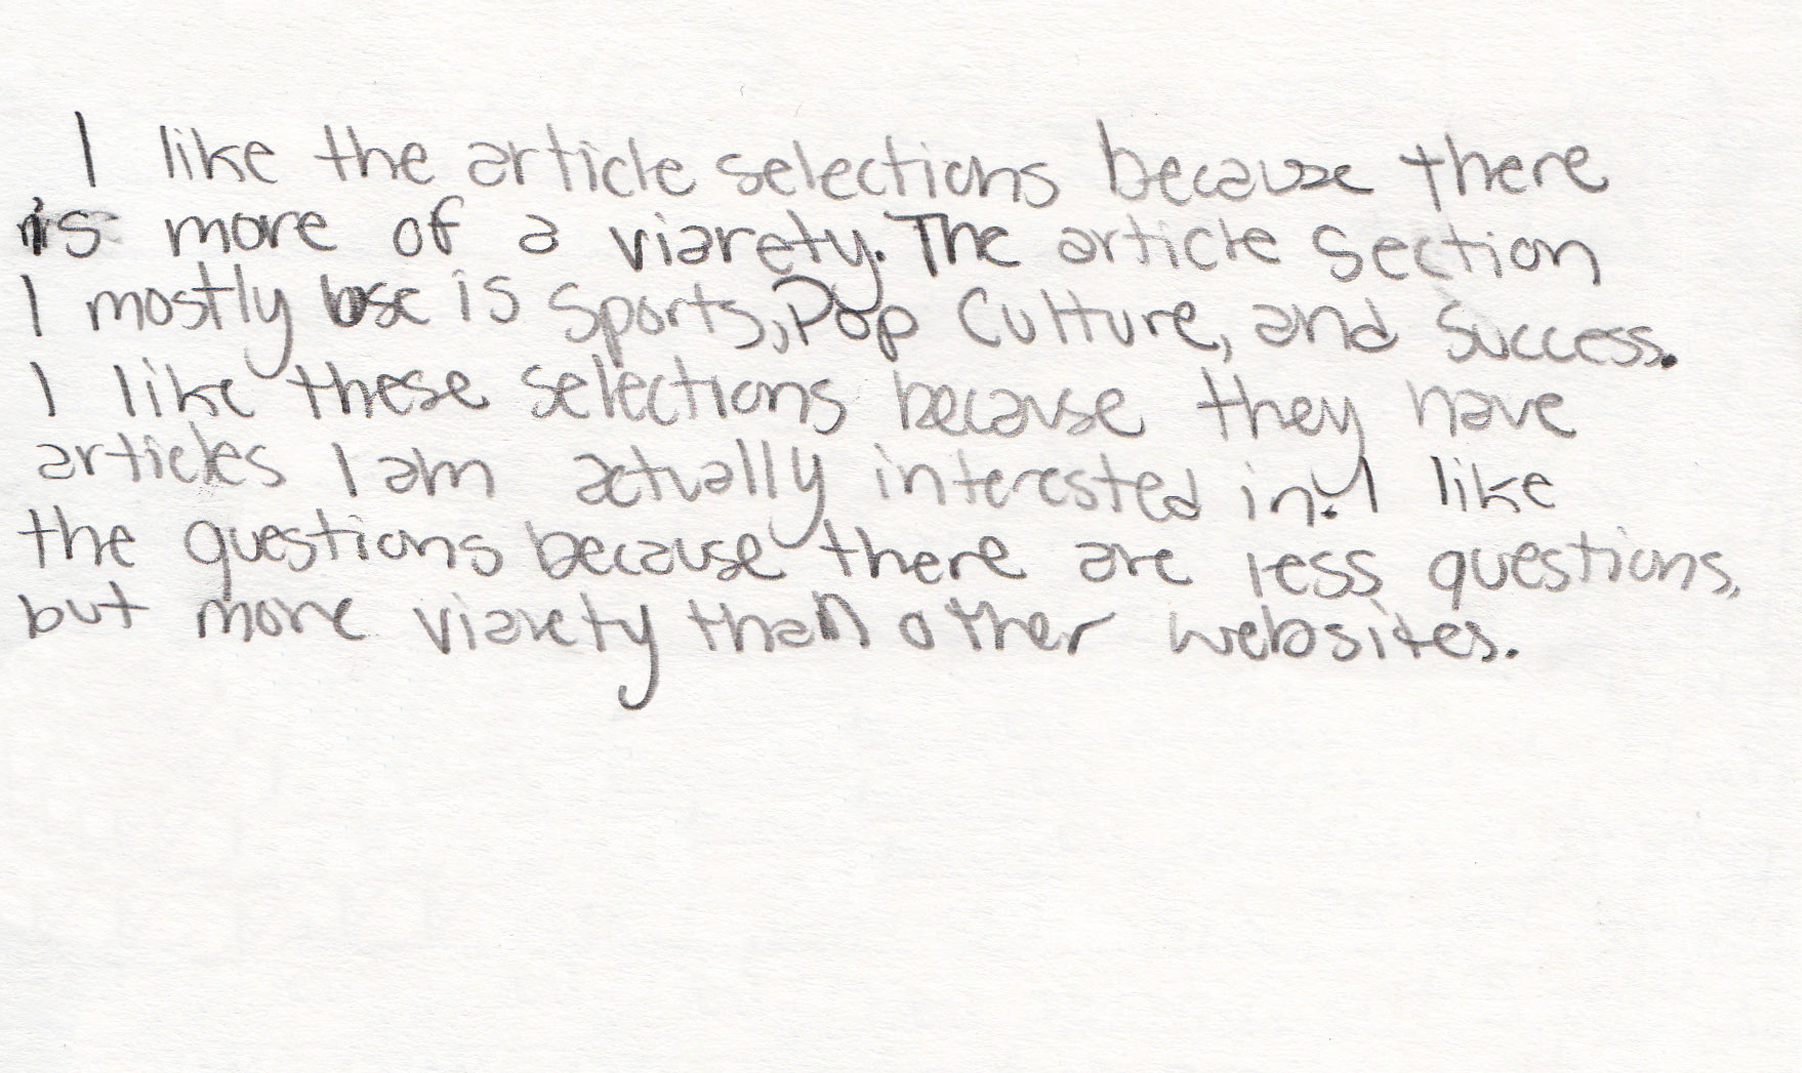 I like the article selections because there
is more of a viarety. The article section
I mostly use is Sports, Pop Culture, and Success.
I like these selections because they have
articles I am actually interested in. I like
the questions because there are less questions,
but more viarety than other websites.